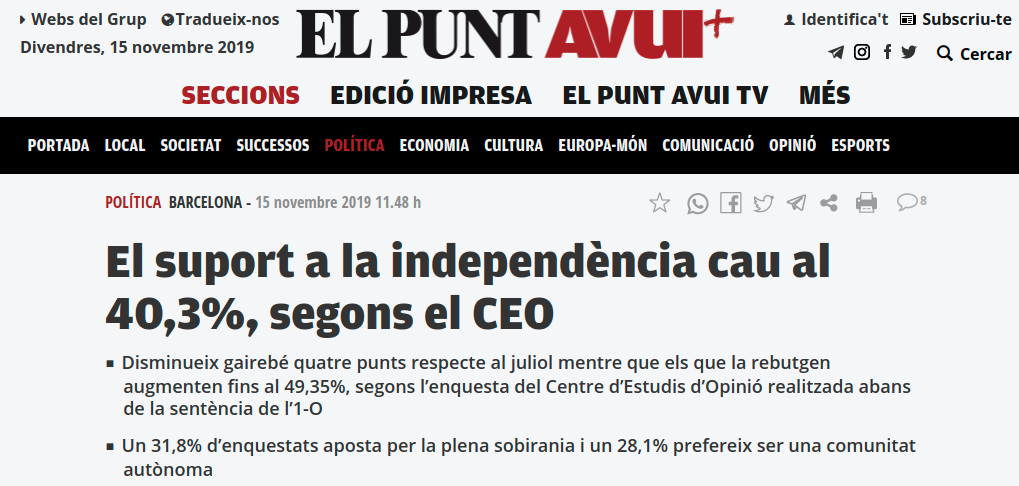 Webs del Grup Tradueix-nos
Divendres, 15 novembre 2019
EL PUNT AVUI+
Identifica't Subscriu-te
Cercar
SECCIONS EDICIÓ IMPRESA EL PUNT AVUI TV MÉS
PORTADA LOCAL SOCIETAT SUCCESSOS POLÍTICA ECONOMIA CULTURA EUROPA-MÓN COMUNICACIÓ OPINIÓ ESPORTS
POLÍTICA BARCELONA - 15 novembre 2019 11.48 h
8
El suport a la independència cau al
40,3%, segons el CEO
Disminueix gairebé quatre punts respecte al juliol mentre que els que la rebutgen
augmenten fins al 49,35%, segons l’enquesta del Centre d’Estudis d’Opinió realitzada abans
de la sentència de l’1-O
Un 31,8% d’enquestats aposta per la plena sobirania i un 28,1% prefereix ser una comunitat
autònoma